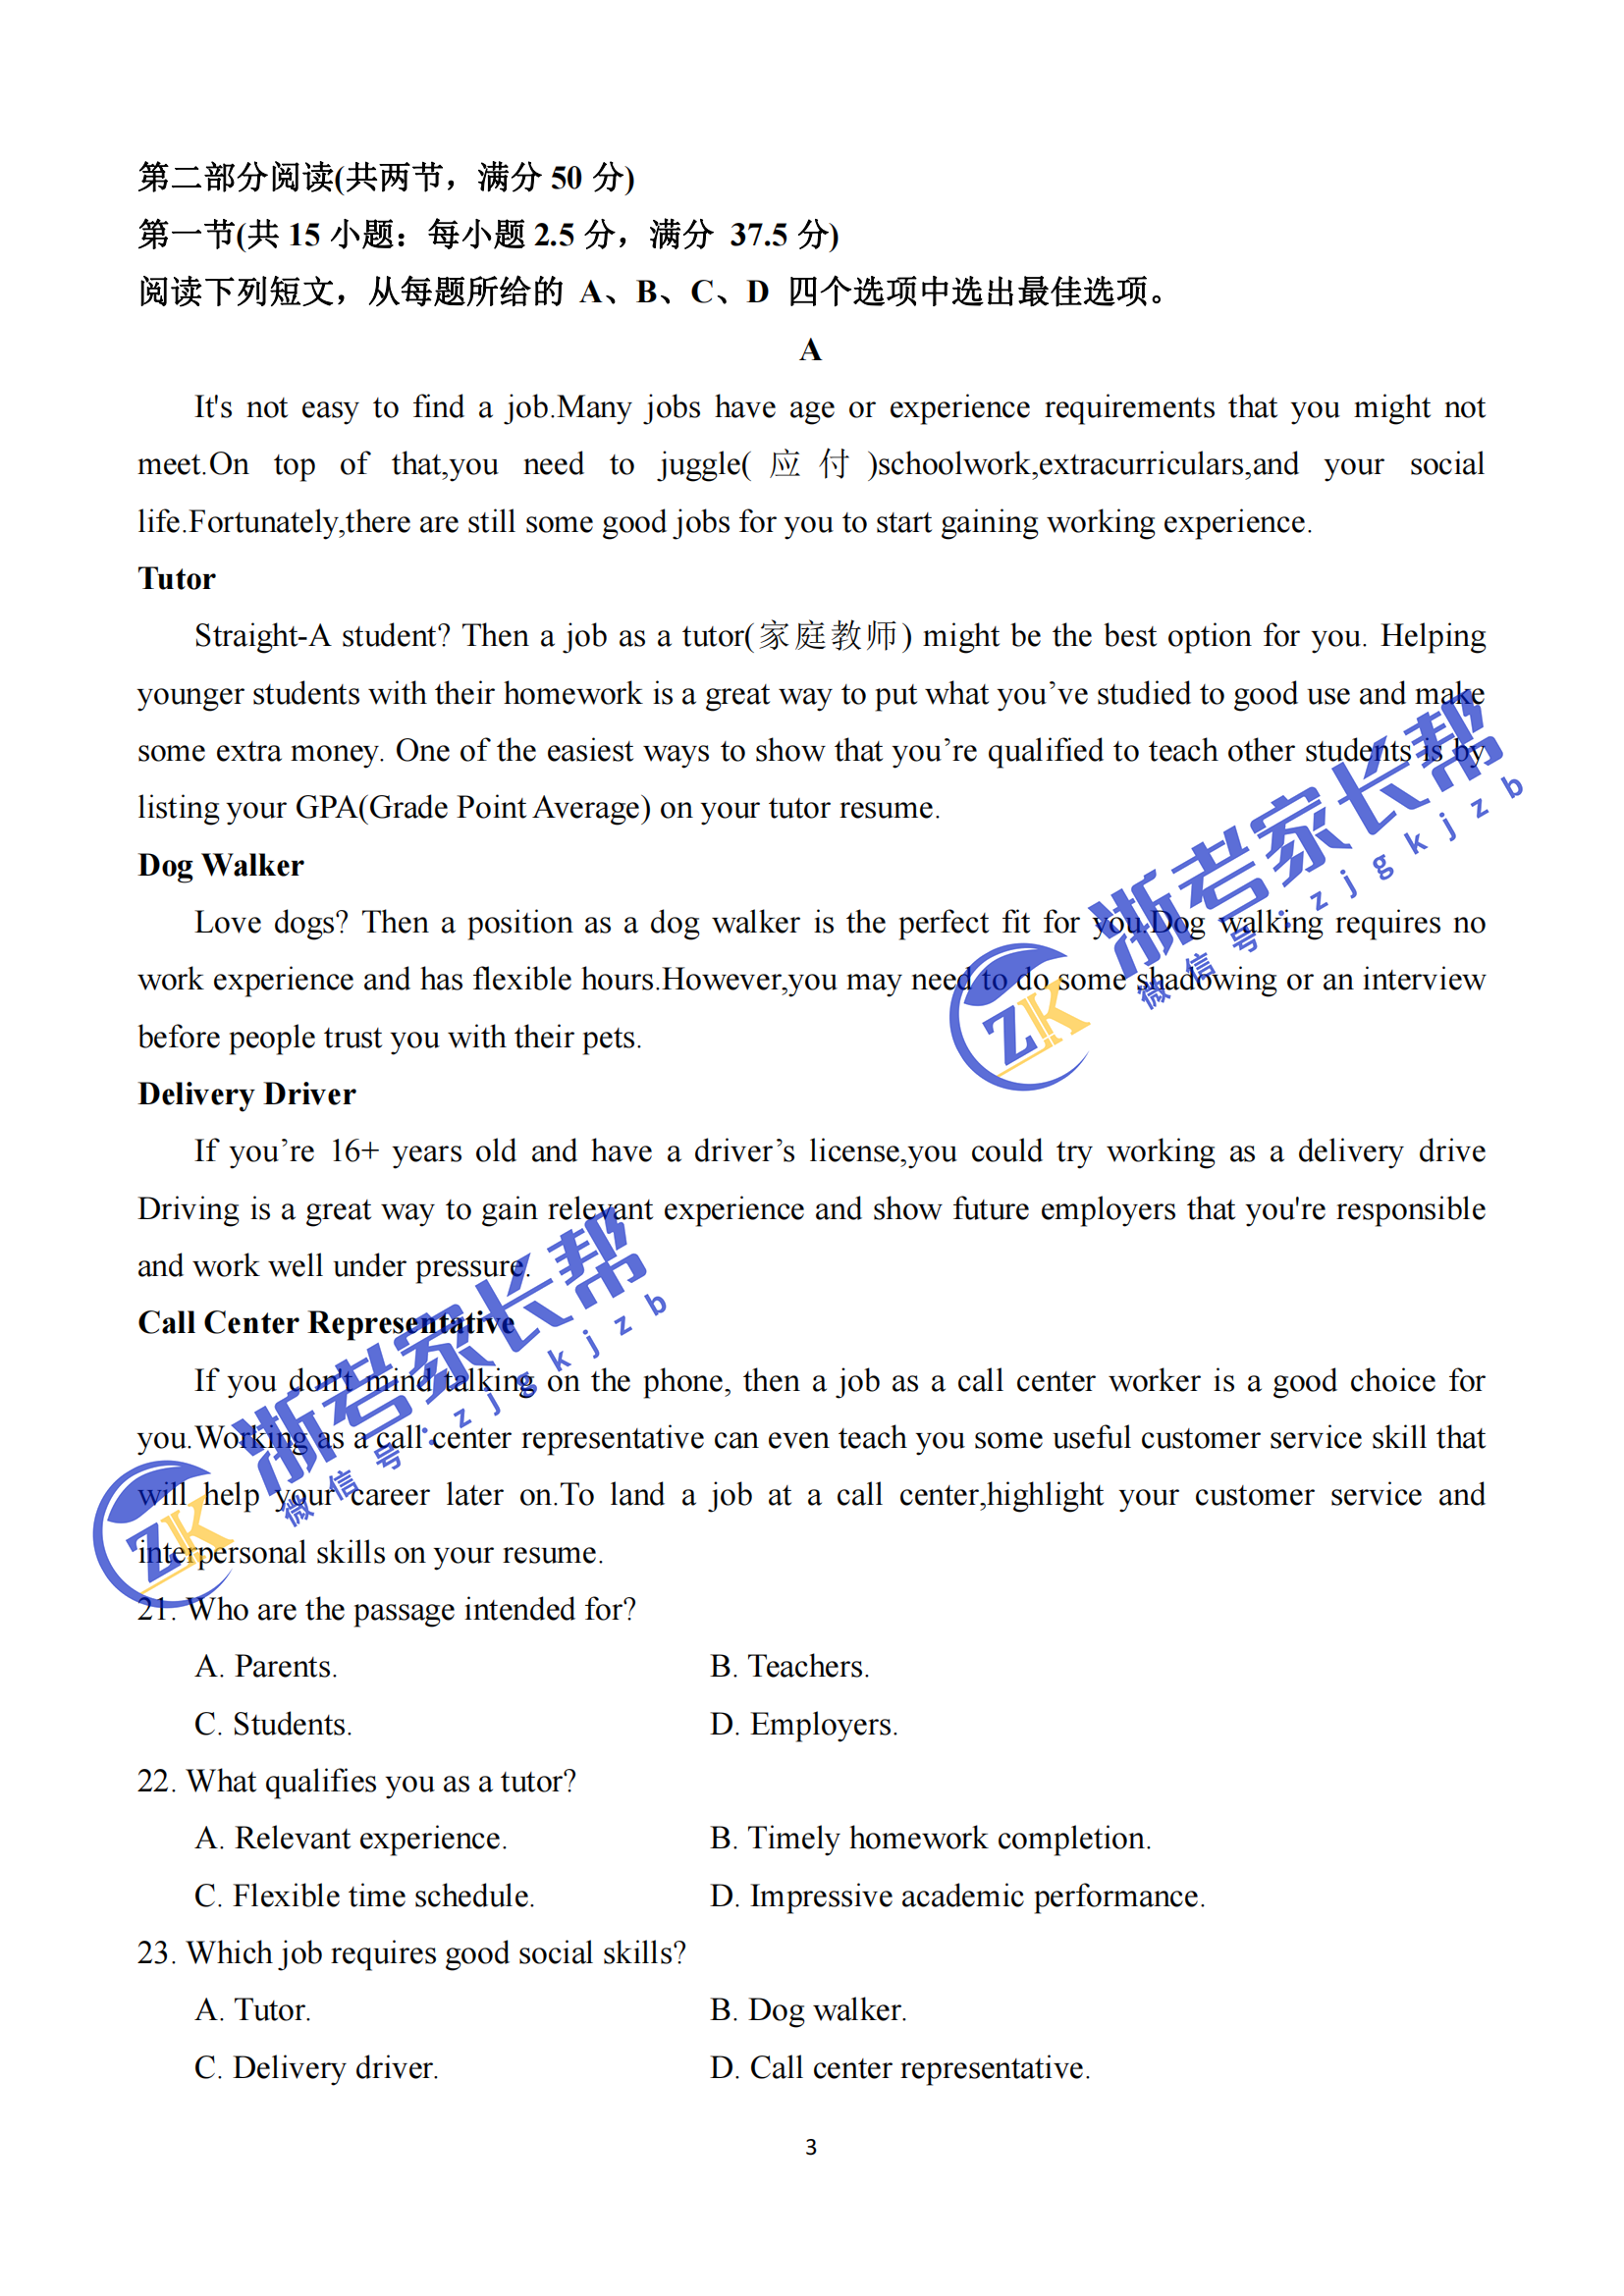 第二部分阅读(共两节，满分 50 分)
第一节(共 15 小题：每小题 2.5 分，满分 37.5 分)
阅读下列短文，从每题所给的 A、B、C、D 四个选项中选出最佳选项。
A
It's not easy to find a job.Many jobs have age or experience requirements that you might not
meet.On top of that,you need to juggle(应付)schoolwork,extracurriculars,and your social
life.Fortunately,there are still some good jobs for you to start gaining working experience.
Tutor
Straight-A student? Then a job as a tutor(家庭教师) might be the best option for you. Helping
younger students with their homework is a great way to put what you’ve studied to good use and make
some extra money. One of the easiest ways to show that you’re qualified to teach other students is by
listing your GPA(Grade Point Average) on your tutor resume.
Dog Walker
Love dogs? Then a position as a dog walker is the perfect fit for you.Dog walking requires no
work experience and has flexible hours.However,you may need to do some shadowing or an interview
before people trust you with their pets.
Delivery Driver
If you’re 16+ years old and have a driver’s license,you could try working as a delivery drive
Driving is a great way to gain relevant experience and show future employers that you're responsible
and work well under pressure.
Call Center Representative
If you don't mind talking on the phone, then a job as a call center worker is a good choice for
you.Working as a call center representative can even teach you some useful customer service skill that
will help your career later on.To land a job at a call center,highlight your customer service and
interpersonal skills on your resume.
21. Who are the passage intended for?
A. Parents. B. Teachers.
C. Students. D. Employers.
22. What qualifies you as a tutor?
A. Relevant experience. B. Timely homework completion.
C. Flexible time schedule. D. Impressive academic performance.
23. Which job requires good social skills?
A. Tutor. B. Dog walker.
C. Delivery driver. D. Call center representative.
3
浙考家长帮
微信号：zjgkjzb
ZK
浙考家长帮
微信号：zjgkjzb
ZK